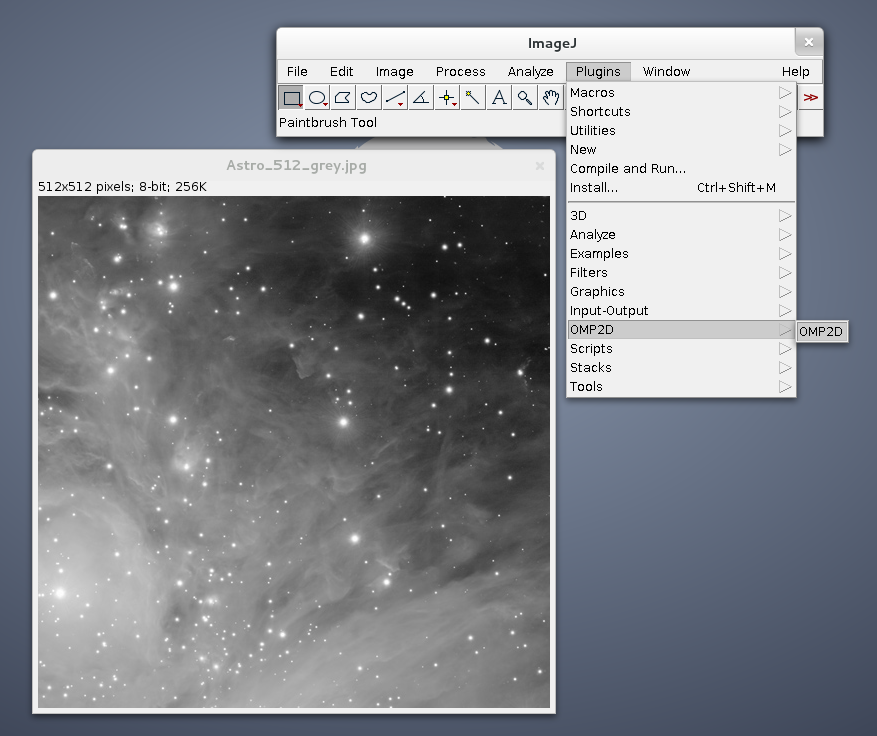 ImageJ
File Edit Image Process Analyze Plugins Window Help
Paintbrush Tool
Macros
Shortcuts
Utilities
New
Compile and Run...
Install... Ctrl+Shift+M
3D
Analyze
Examples
Filters
Graphics
Input-Output
OMP2D
OMP2D
Scripts
Stacks
Tools
Astro_512_grey.jpg
512x512 pixels; 8-bit; 256K